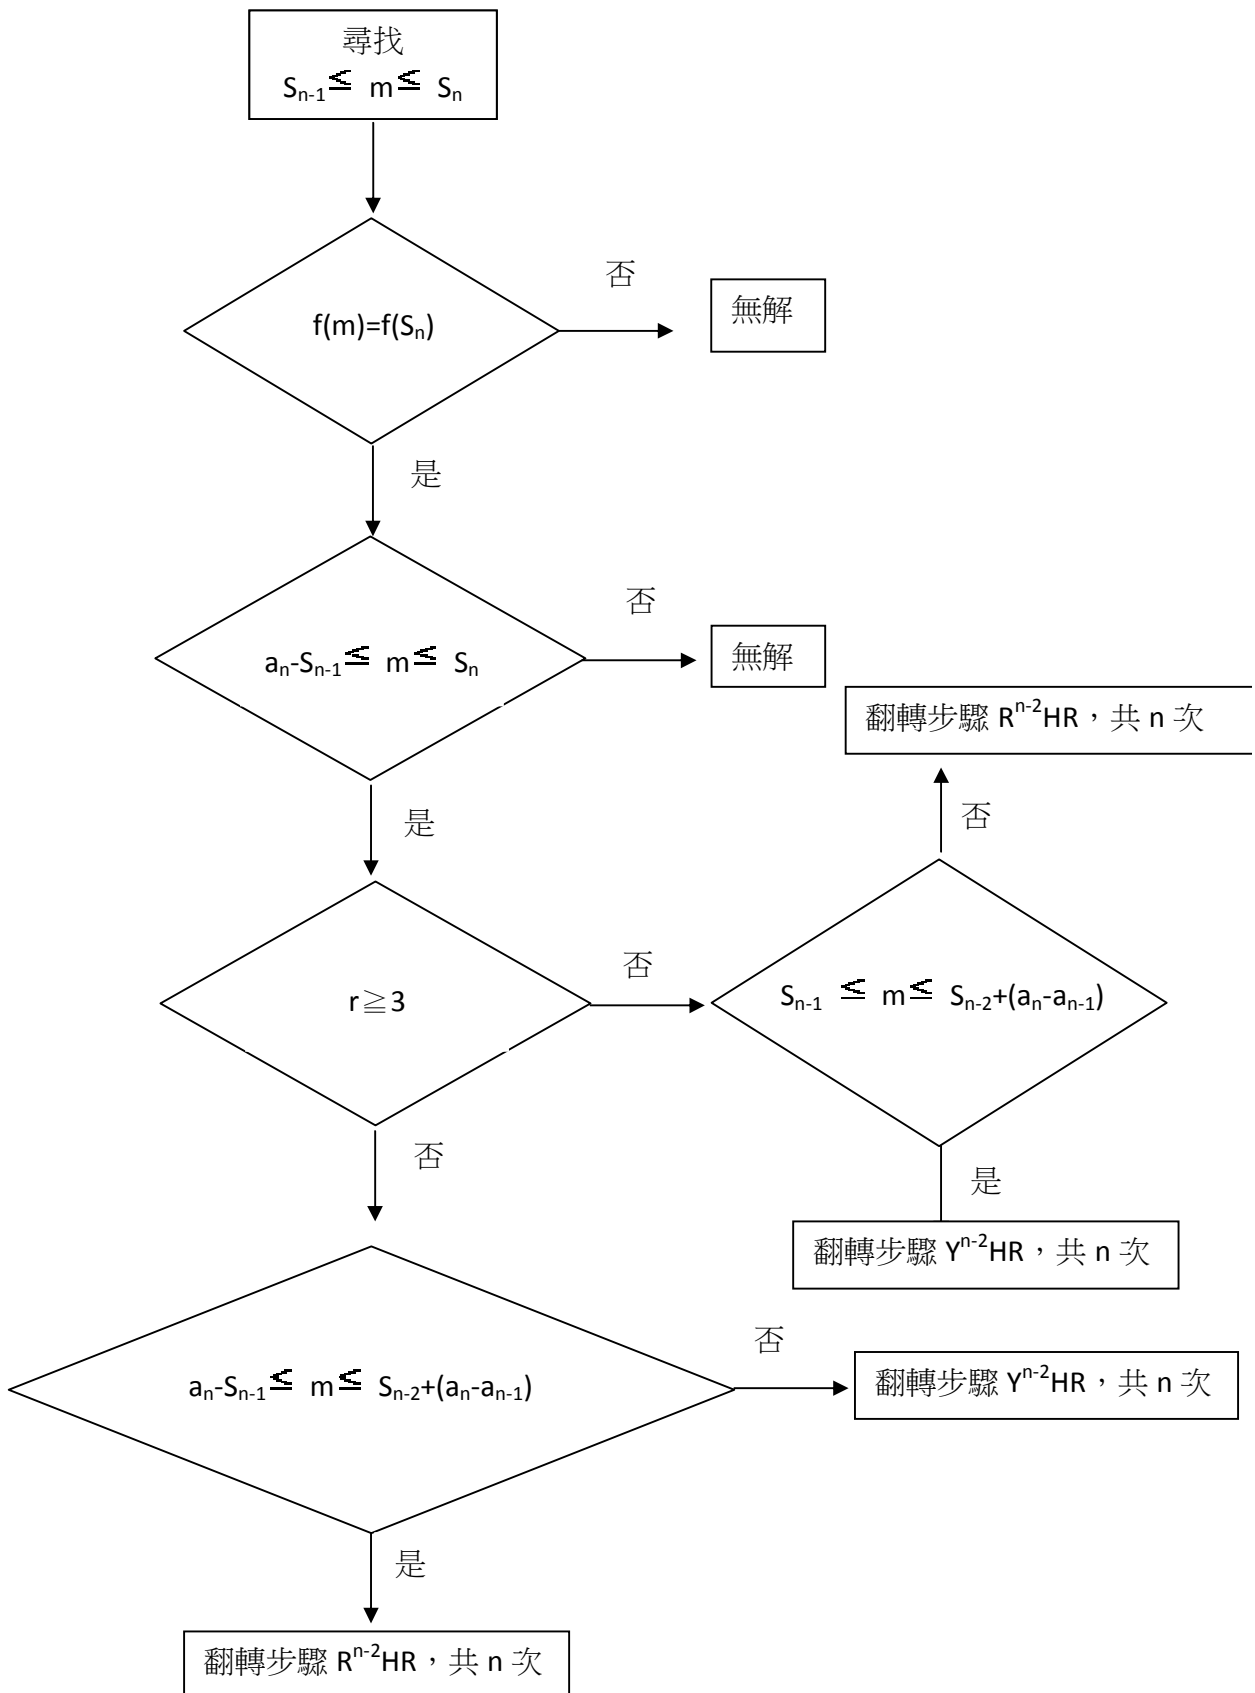 尋找
Sₙ₋₁≦ m≦ Sₙ
f(m)=f(Sₙ)
否
無解
是
aₙ-Sₙ₋₁≦ m≦ Sₙ
否
無解
翻轉步驟 Rⁿ⁻²HR，共 n 次
是
否
r≧3
否
Sₙ₋₁ ≦ m≦ Sₙ₋₂+(aₙ-aₙ₋₁)
否
是
翻轉步驟 Yⁿ⁻²HR，共 n 次
aₙ-Sₙ₋₁≦ m≦ Sₙ₋₂+(aₙ-aₙ₋₁)
否
翻轉步驟 Yⁿ⁻²HR，共 n 次
是
翻轉步驟 Rⁿ⁻²HR，共 n 次